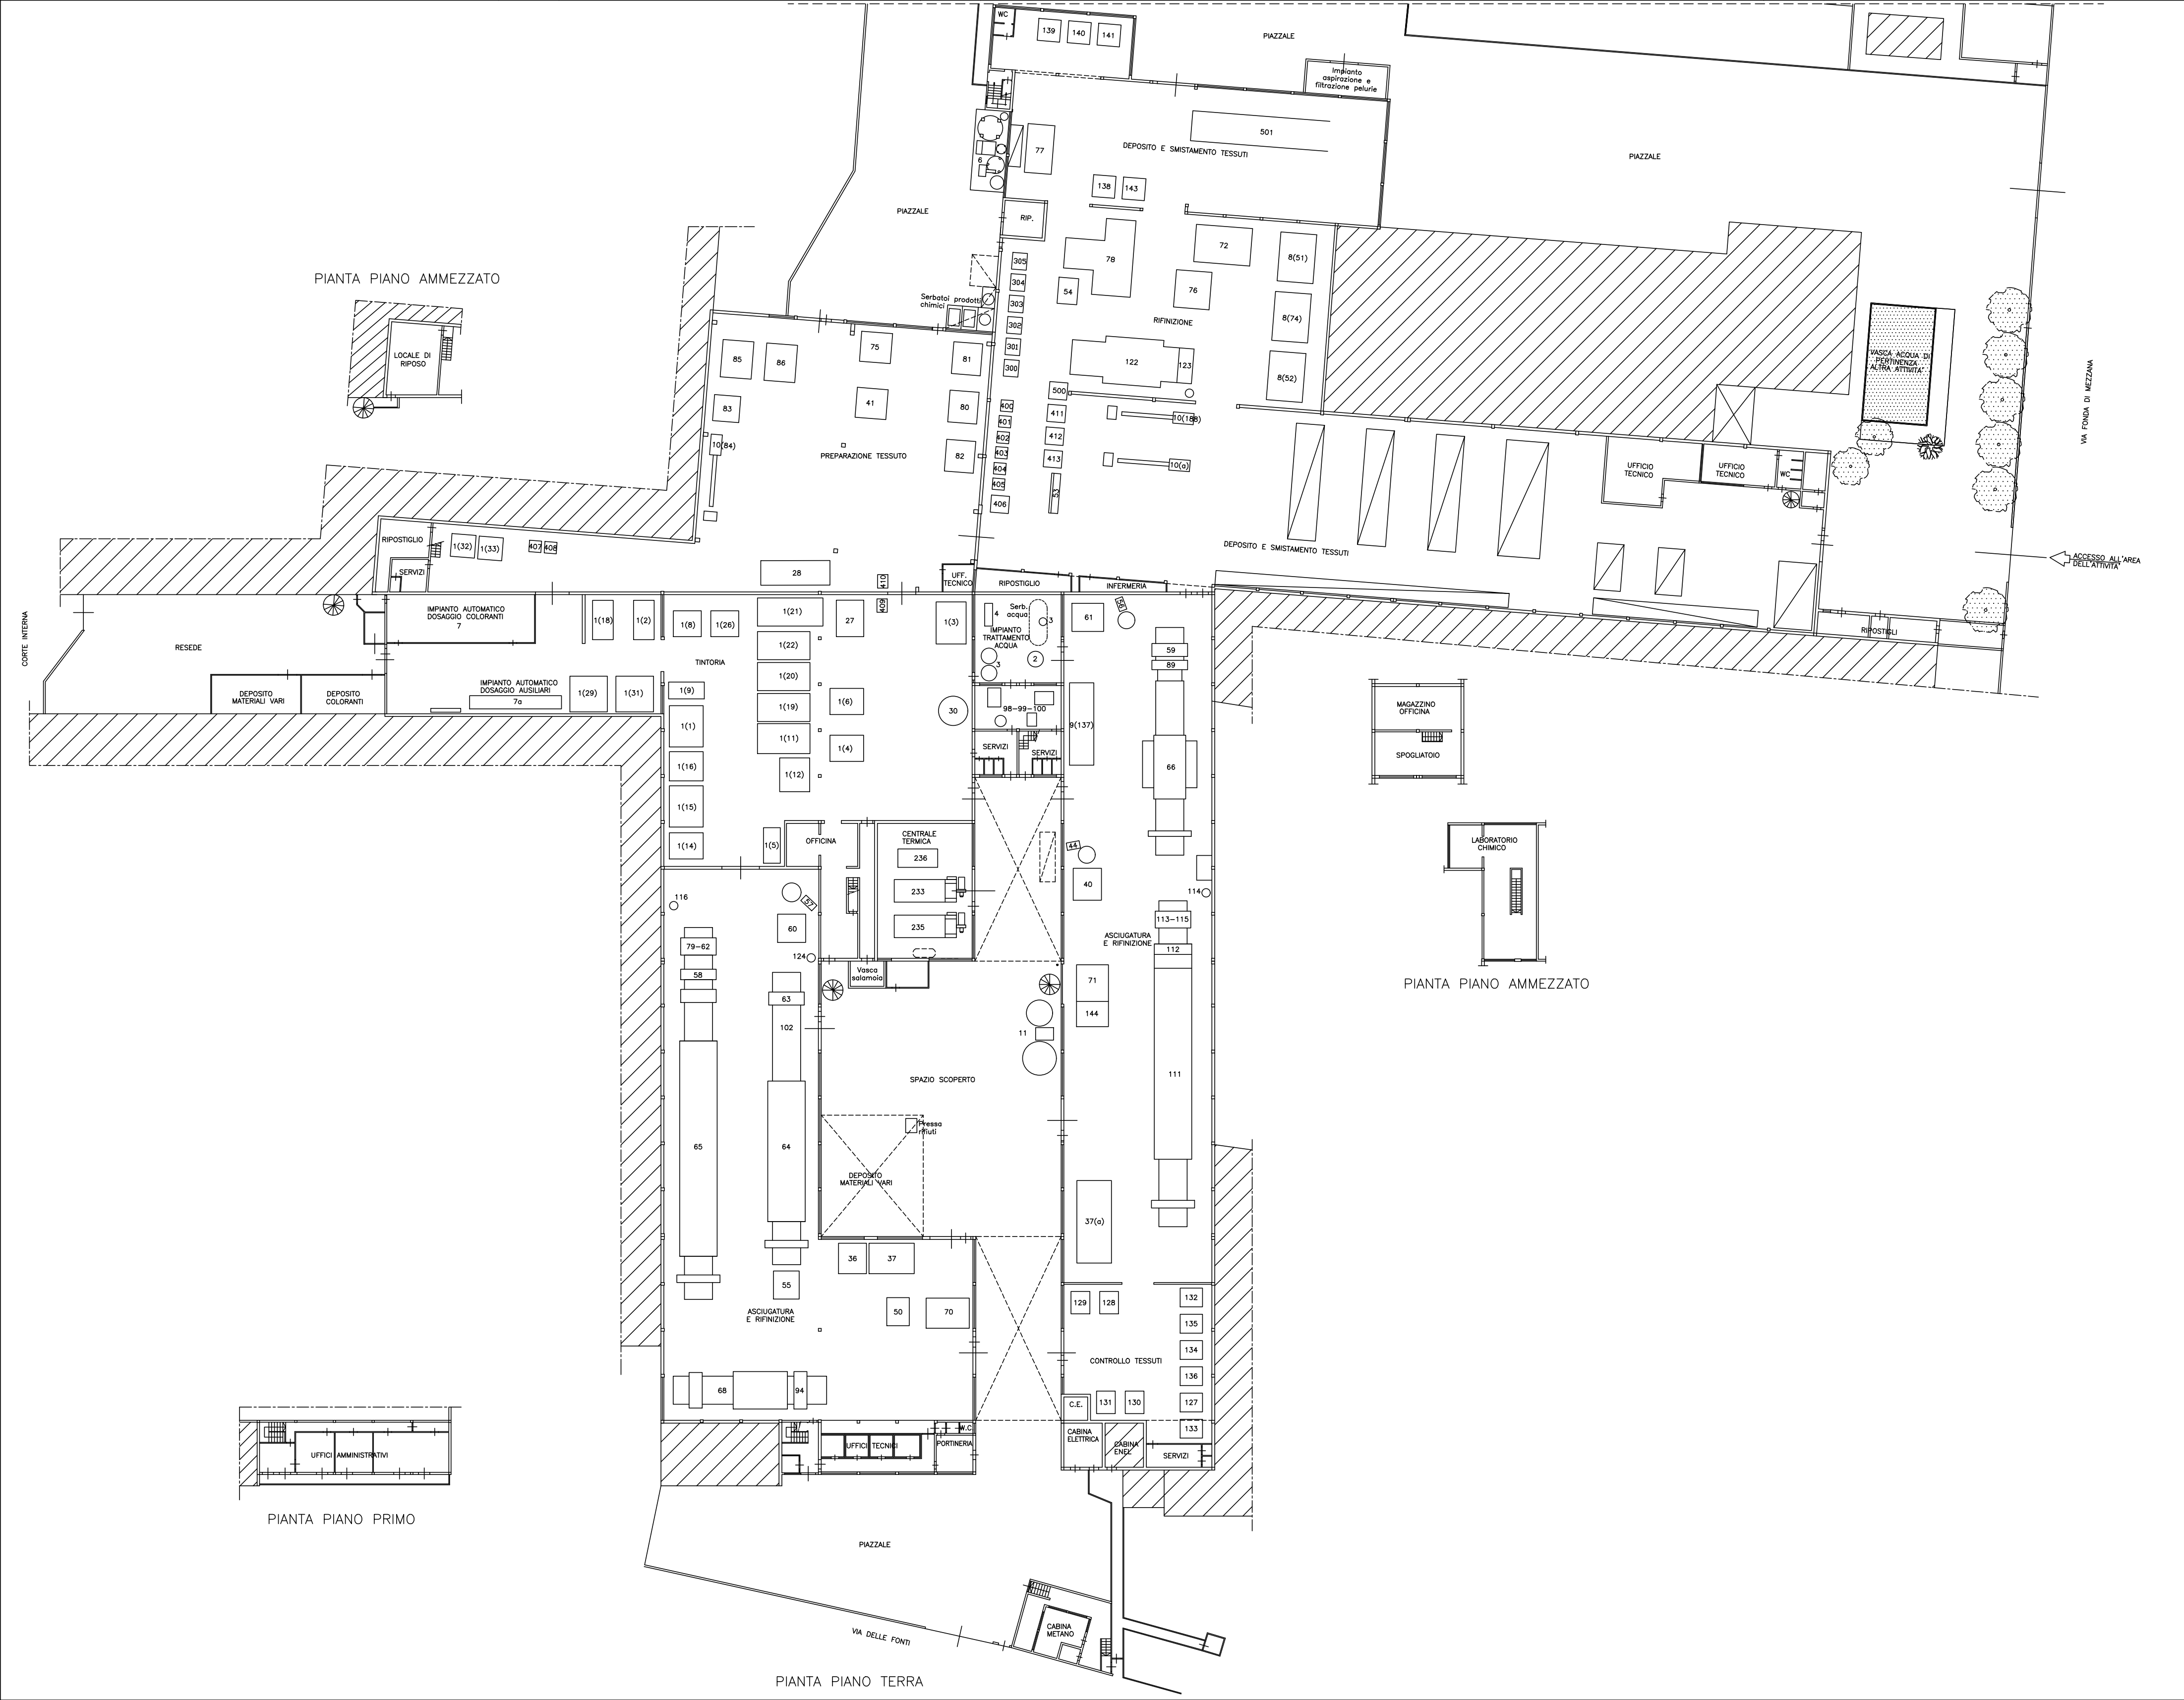 WC
139
140
141
PIAZZALE
Impianto
aspirazione e
filtrazione pelurie
501
DEPOSITO E SMISTAMENTO TESSUTI
77
6
PIAZZALE
138
143
RIP.
PIAZZALE
72
8(51)
78
305
304
303
302
301
300
54
76
8(74)
RIFINIZIONE
Serbatoi prodotti
chimici
122
123
8(52)
VASCA ACQUA DI
PERTINENZA
ALTRA ATTIVITA'
VIA FONDA DI MEZZANA
PIANTA PIANO AMMEZZATO
LOCALE DI
RIPOSO
85
86
75
81
83
41
80
10(84)
PREPARAZIONE TESSUTO
82
500
400
401
402
403
404
405
406
411
412
413
53
10(188)
10(a)
UFFICIO
TECNICO
UFFICIO
TECNICO
WC
DEPOSITO E SMISTAMENTO TESSUTI
ACCESSO ALL'AREA
DELL'ATTIVITA'
RIPOSTIGLIO
1(32)
1(33)
407
408
SERVIZI
28
410
409
UFF.
TECNICO
RIPOSTIGLIO
INFERMERIA
RIPOSTIGLI
CORTE INTERNA
RESEDE
IMPIANTO AUTOMATICO
DOSAGGIO COLORANTI
7
1(18)
1(2)
1(8)
1(26)
1(21)
27
1(3)
4
Serb.
acqua
3
IMPIANTO
TRATTAMENTO
ACQUA
2
3
61
56
59
89
TINTORIA
1(22)
1(20)
DEPOSITO
MATERIALI VARI
DEPOSITO
COLORANTI
IMPIANTO AUTOMATICO
DOSAGGIO AUSILIARI
7a
1(29)
1(31)
1(9)
1(1)
1(19)
1(6)
30
98-99-100
9(137)
1(11)
1(4)
SERVIZI
SERVIZI
66
1(16)
1(12)
1(15)
1(14)
1(5)
OFFICINA
CENTRALE
TERMICA
236
233
235
44
40
114
MAGAZZINO
OFFICINA
SPOGLIATOIO
LABORATORIO
CHIMICO
PIANTA PIANO AMMEZZATO
116
57
60
79-62
124
58
63
102
Vasca
salamoia
ASCIUGATURA
E RIFINIZIONE
113-115
112
71
144
11
111
SPAZIO SCOPERTO
65
64
Pressa
rifiuti
DEPOSITO
MATERIALI VARI
37(a)
36
37
55
50
70
ASCIUGATURA
E RIFINIZIONE
129
128
132
135
134
136
127
133
CONTROLLO TESSUTI
68
94
C.E.
131
130
CABINA
ELETTRICA
CABINA
ENEL
SERVIZI
UFFICI TECNICI
W.C
PORTINERIA
UFFICI AMMINISTRATIVI
PIANTA PIANO PRIMO
PIAZZALE
CABINA
METANO
VIA DELLE FONTI
PIANTA PIANO TERRA